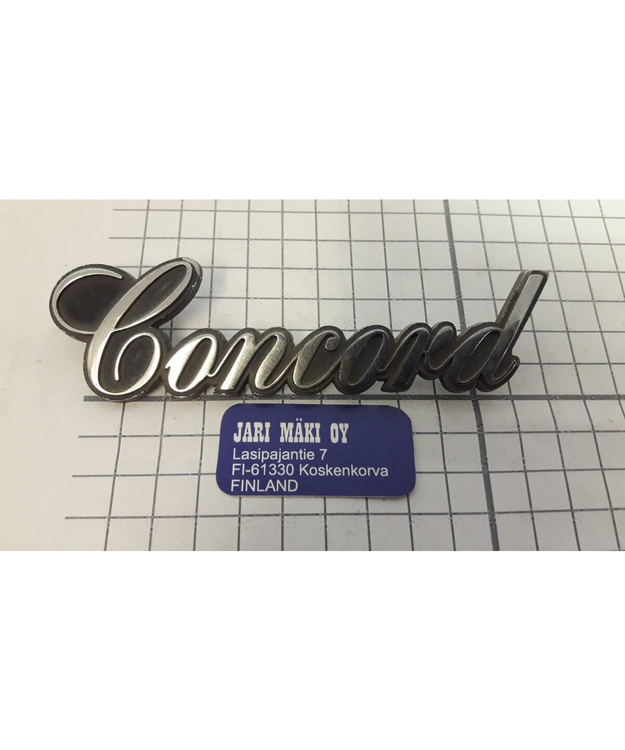 Concord
JARI MÄKI OY
Lasipajantie 7
FI-61330 Koskenkorva
FINLAND